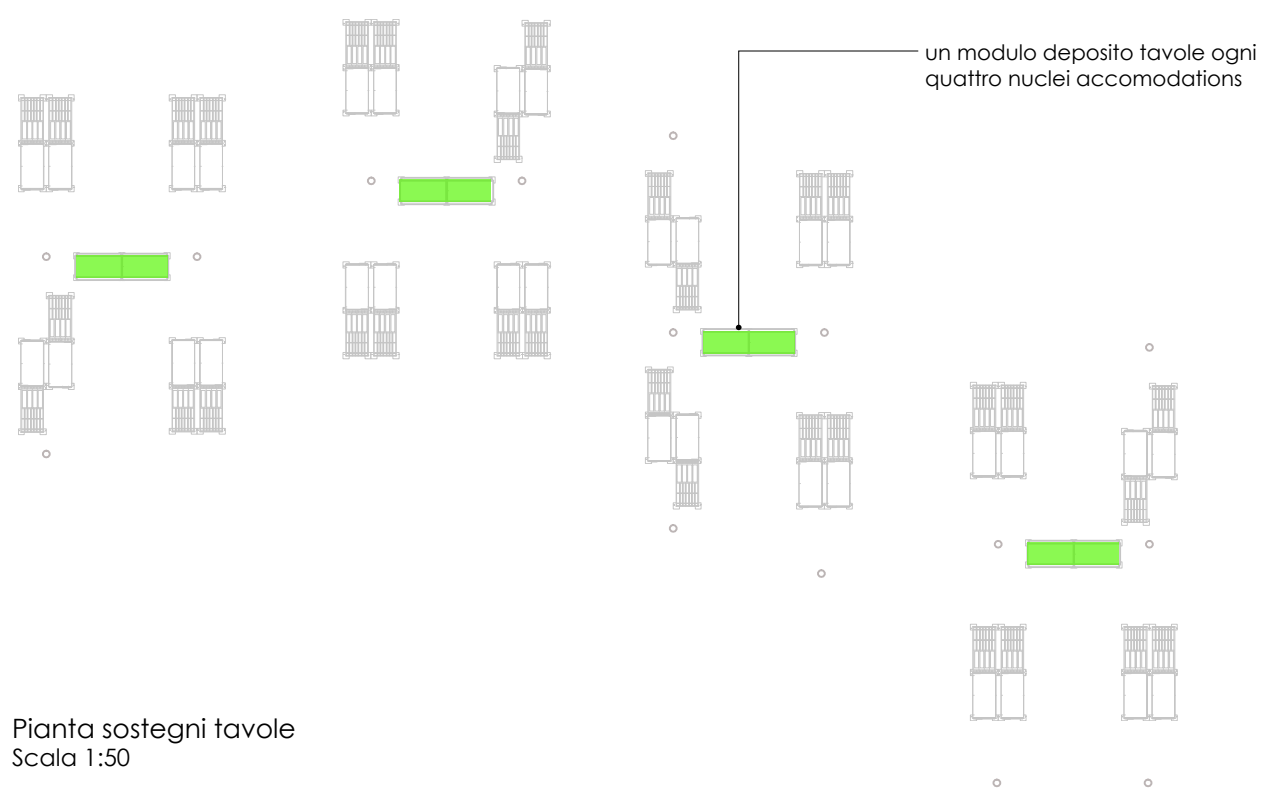 un modulo deposito tavole ogni
quattro nuclei accomodations
Pianta sostegni tavole
Scala 1:50